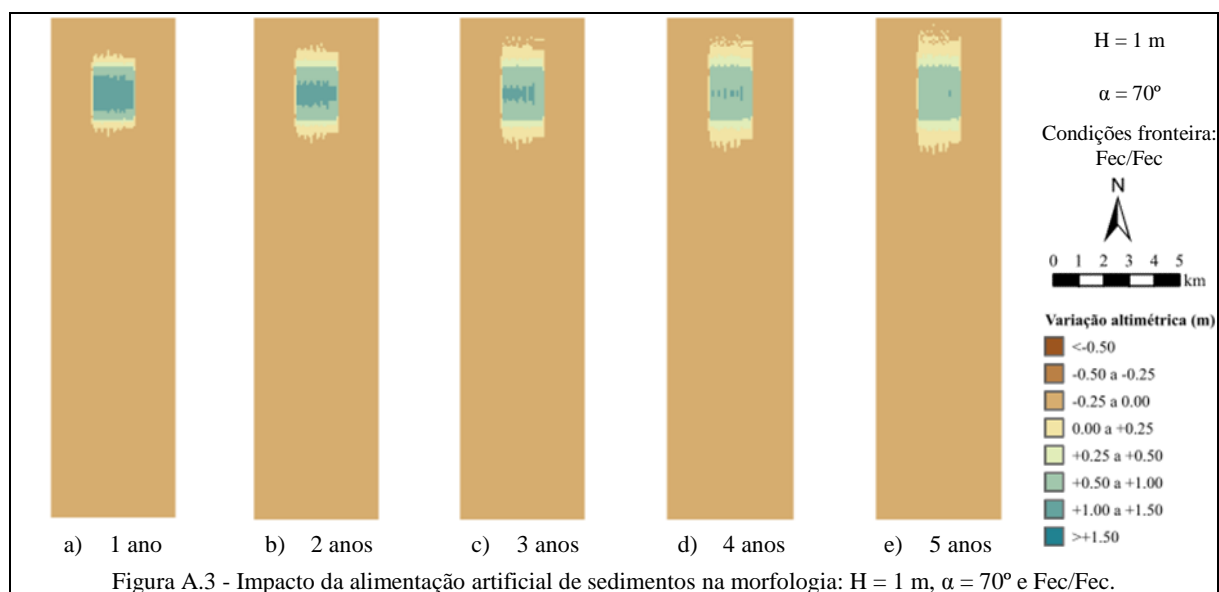 H = 1 m
α = 70º
Condições fronteira:
Fec/Fec
N
0 1 2 3 4 5
km
Variação altimétrica (m)
<-0.50
-0.50 a -0.25
-0.25 a 0.00
0.00 a +0.25
+0.25 a +0.50
+0.50 a +1.00
+1.00 a +1.50
>+1.50
a) 1 ano
b) 2 anos
c) 3 anos
d) 4 anos
e) 5 anos
Figura A.3 - Impacto da alimentação artificial de sedimentos na morfologia: H = 1 m, α = 70º e Fec/Fec.